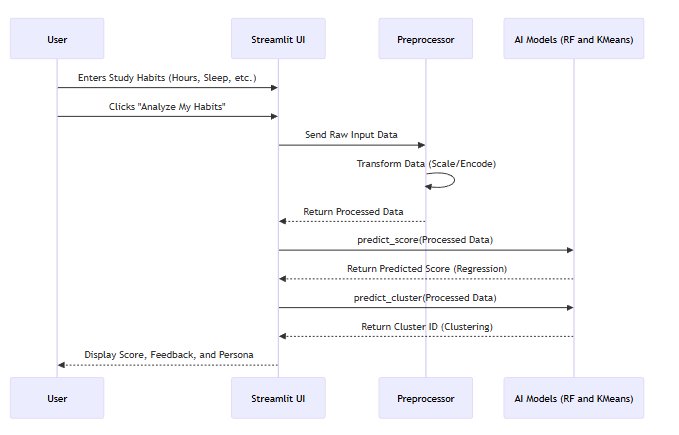 User
Streamlit UI
Preprocessor
AI Models (RF and KMeans)
Enters Study Habits (Hours, Sleep, etc.)
Clicks "Analyze My Habits"
Send Raw Input Data
Transform Data (Scale/Encode)
Return Processed Data
predict_score(Processed Data)
Return Predicted Score (Regression)
predict_cluster(Processed Data)
Return Cluster ID (Clustering)
Display Score, Feedback, and Persona
User
Streamlit UI
Preprocessor
AI Models (RF and KMeans)